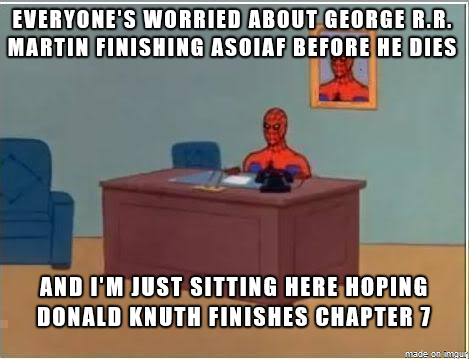 EVERYONE'S WORRIED ABOUT GEORGE R.R.
MARTIN FINISHING ASOIAF BEFORE HE DIES
AND I'M JUST SITTING HERE HOPING
DONALD KNUTH FINISHES CHAPTER 7
made on imgur